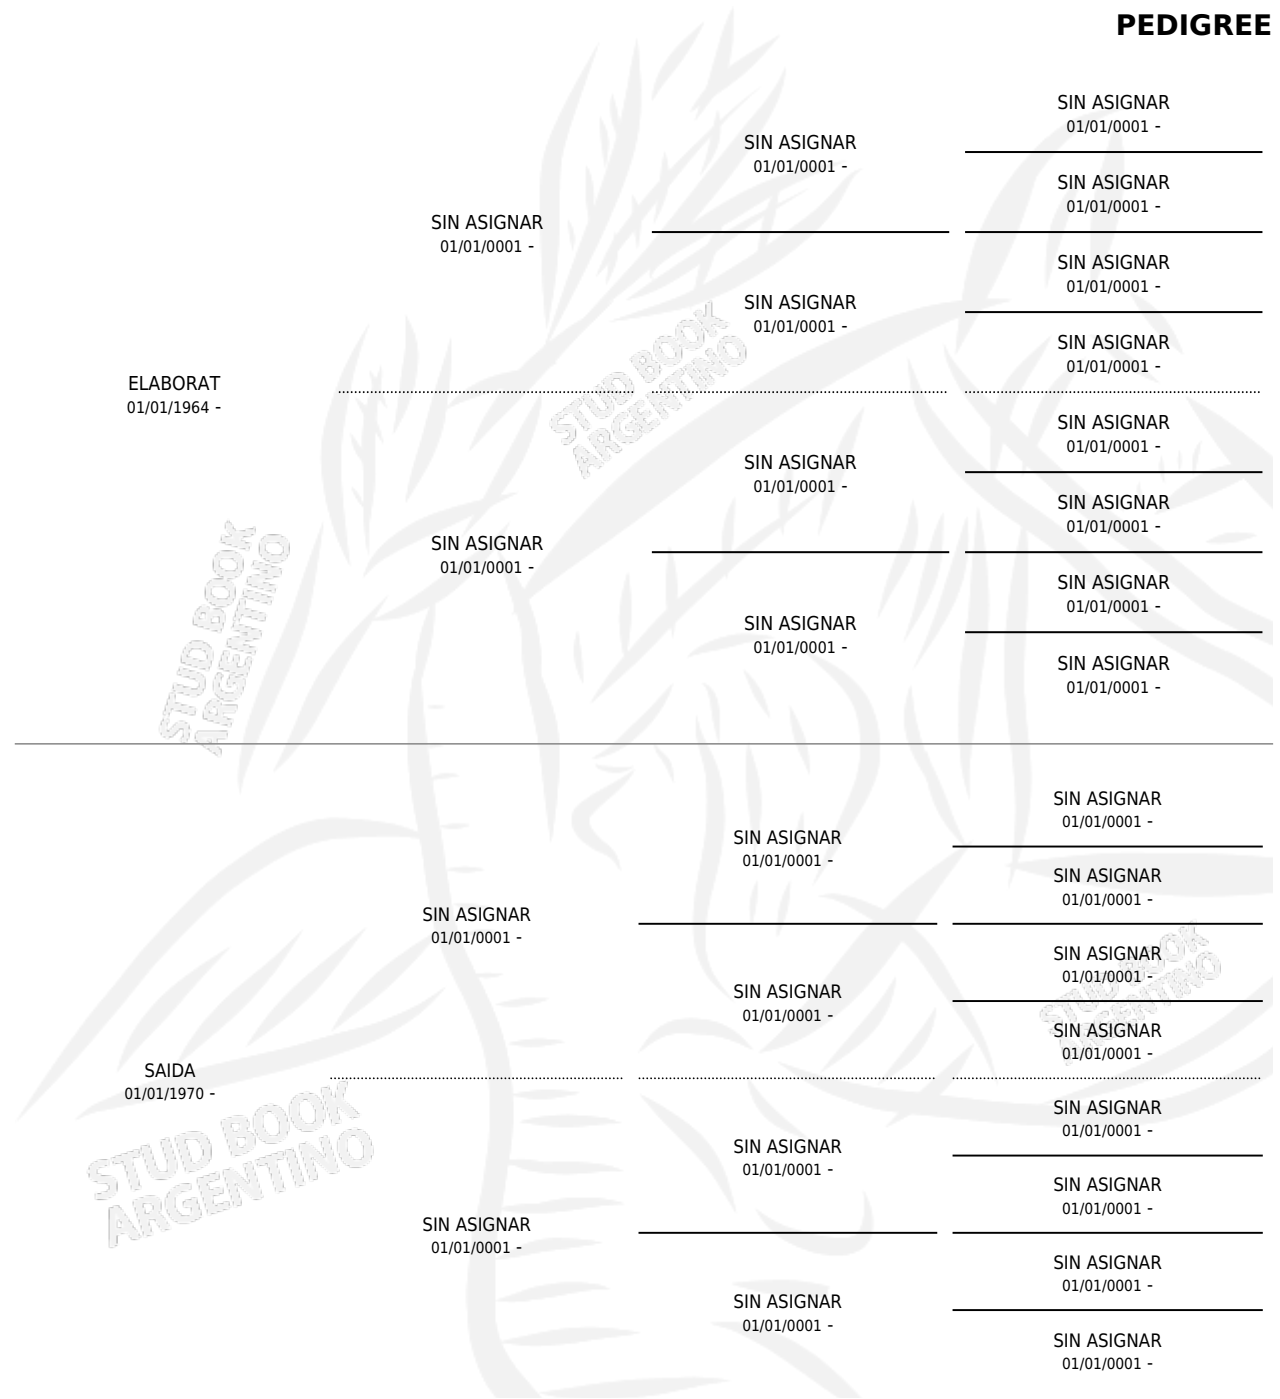 PEDIGREE
SIN ASIGNAR
01/01/0001 -
SIN ASIGNAR
01/01/0001 -
SIN ASIGNAR
01/01/0001 -
SIN ASIGNAR
01/01/0001 -
SIN ASIGNAR
01/01/0001 -
SIN ASIGNAR
01/01/0001 -
SIN ASIGNAR
01/01/0001 -
ELABORAT
01/01/1964 -
STUD BOOK
ARGENTINO
SIN ASIGNAR
01/01/0001 -
SIN ASIGNAR
01/01/0001 -
SIN ASIGNAR
01/01/0001 -
SIN ASIGNAR
01/01/0001 -
SIN ASIGNAR
01/01/0001 -
SIN ASIGNAR
01/01/0001 -
SIN ASIGNAR
01/01/0001 -
STUD BOOK
ARGENTINO
SIN ASIGNAR
01/01/0001 -
SIN ASIGNAR
01/01/0001 -
SIN ASIGNAR
01/01/0001 -
SIN ASIGNAR
01/01/0001 -
SIN ASIGNAR
01/01/0001 -
SIN ASIGNAR
01/01/0001 -
SIN ASIGNAR
01/01/0001 -
SIN ASIGNAR
01/01/0001 -
STUD BOOK
ARGENTINO
SAIDA
01/01/1970 -
STUD BOOK
ARGENTINO
SIN ASIGNAR
01/01/0001 -
SIN ASIGNAR
01/01/0001 -
SIN ASIGNAR
01/01/0001 -
SIN ASIGNAR
01/01/0001 -
SIN ASIGNAR
01/01/0001 -
SIN ASIGNAR
01/01/0001 -
SIN ASIGNAR
01/01/0001 -